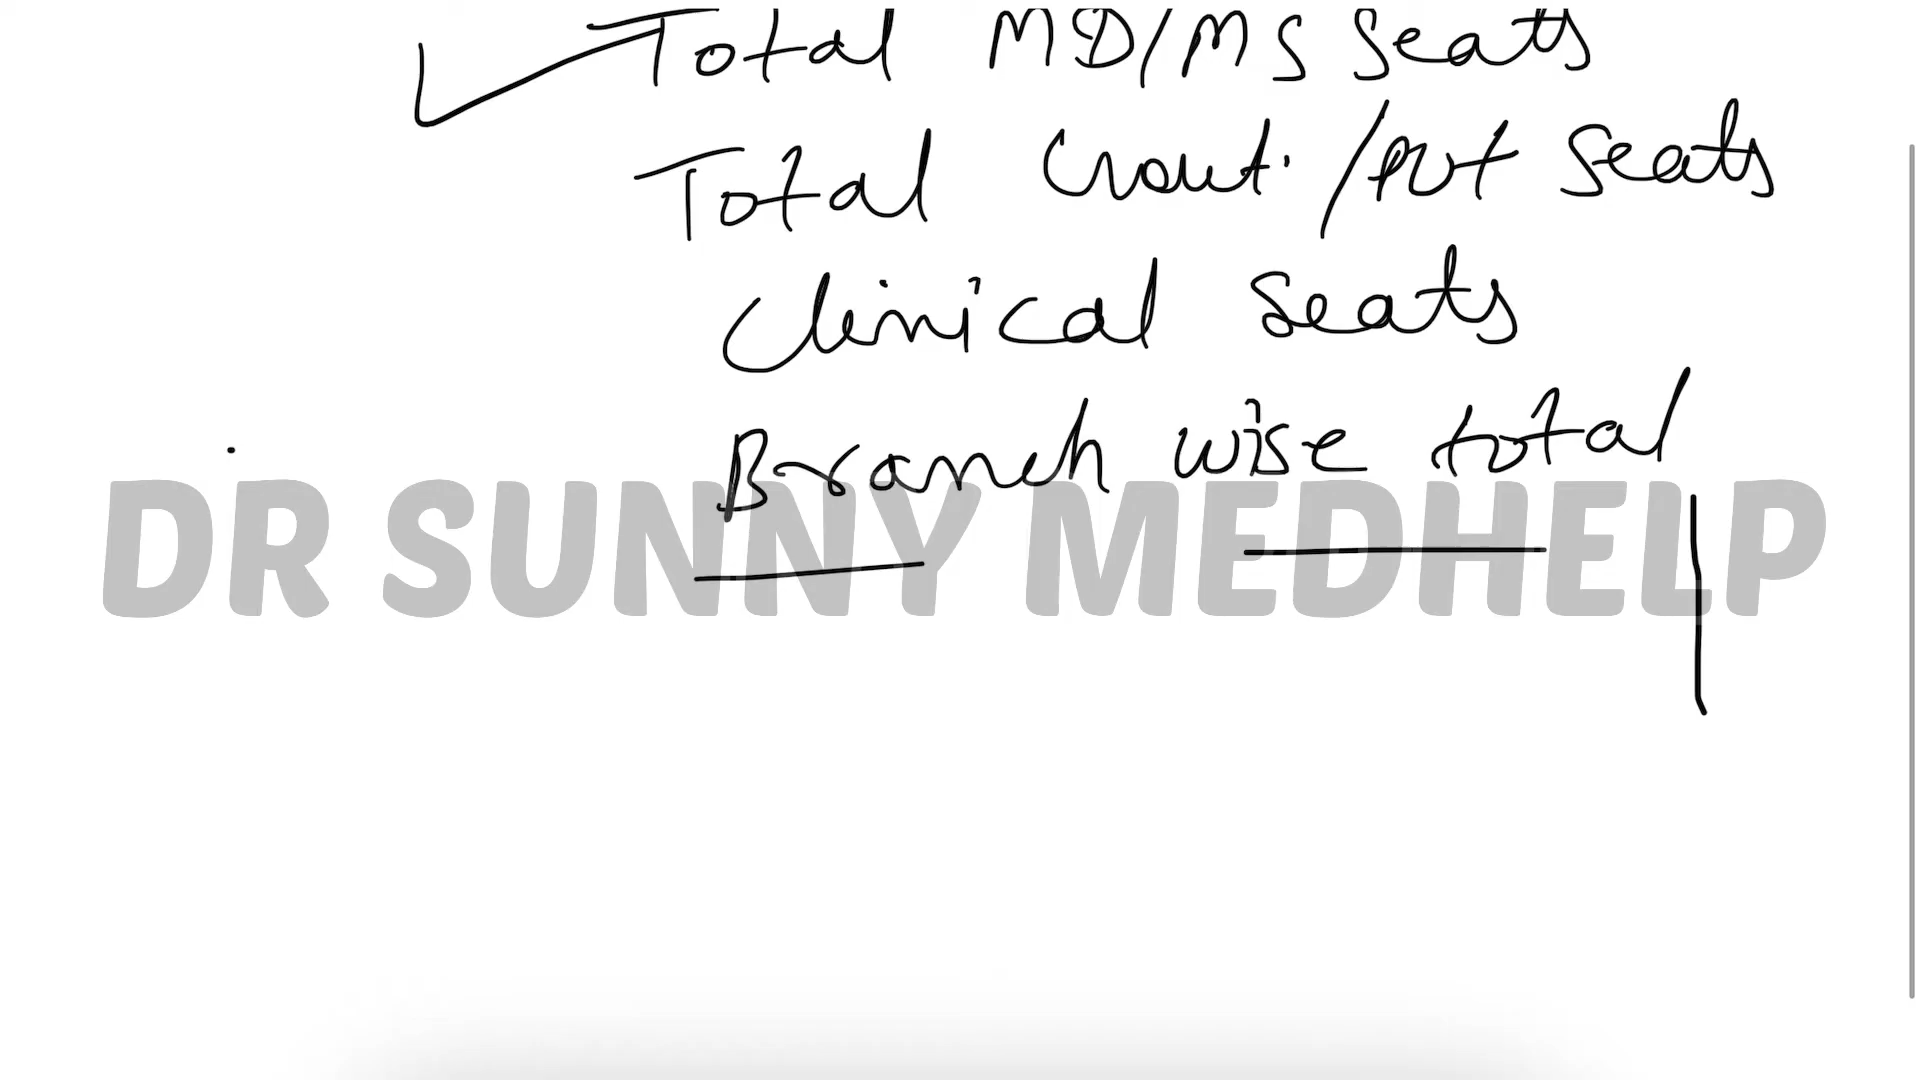 Total MD/MS Seats
Total Govt. /Pvt Seats
Clinical Seats
Branch wise total
DR SUNNY MEDHELP